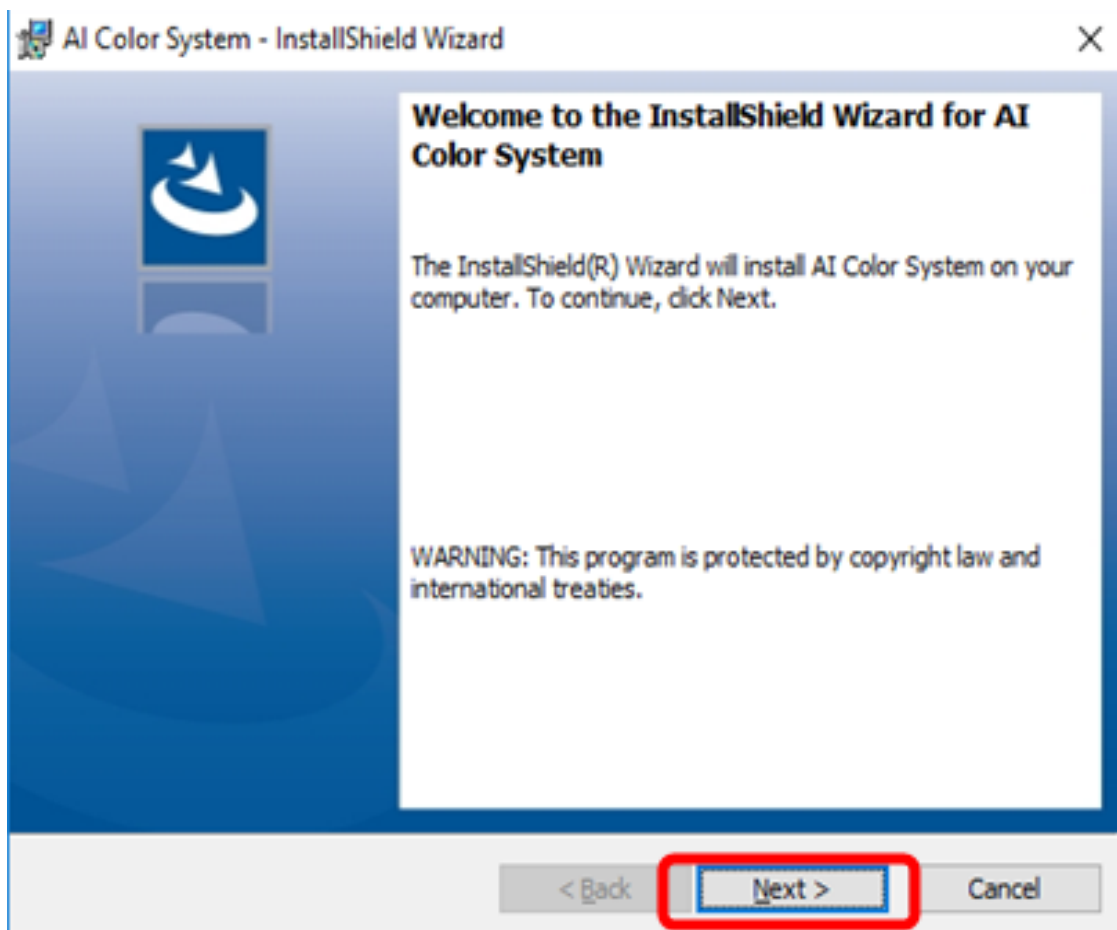 AI Color System - InstallShield Wizard
Welcome to the InstallShield Wizard for AI
Color System
The InstallShield(R) Wizard will install AI Color System on your
computer. To continue, click Next.
WARNING: This program is protected by copyright law and
international treaties.
< Back Next > Cancel